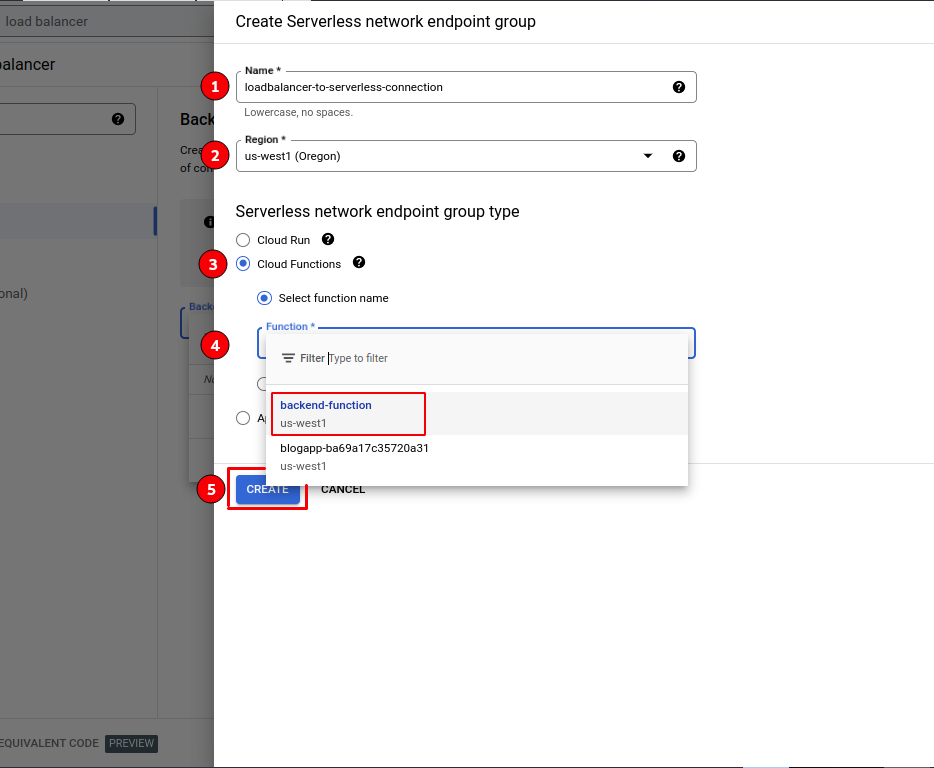 load balancer
Create Serverless network endpoint group
balancer
1
Name *
loadbalancer-to-serverless-connection
Lowercase, no spaces.
Back
Crea
of con
2
Region *
us-west1 (Oregon)
Serverless network endpoint group type
Cloud Run
3
Cloud Functions
onal)
Select function name
Backe
4
Function *
Filter Type to filter
No
backend-function
us-west1
A
blogapp-ba69a17c35720a31
us-west1
5
CREATE
CANCEL
EQUIVALENT CODE
PREVIEW